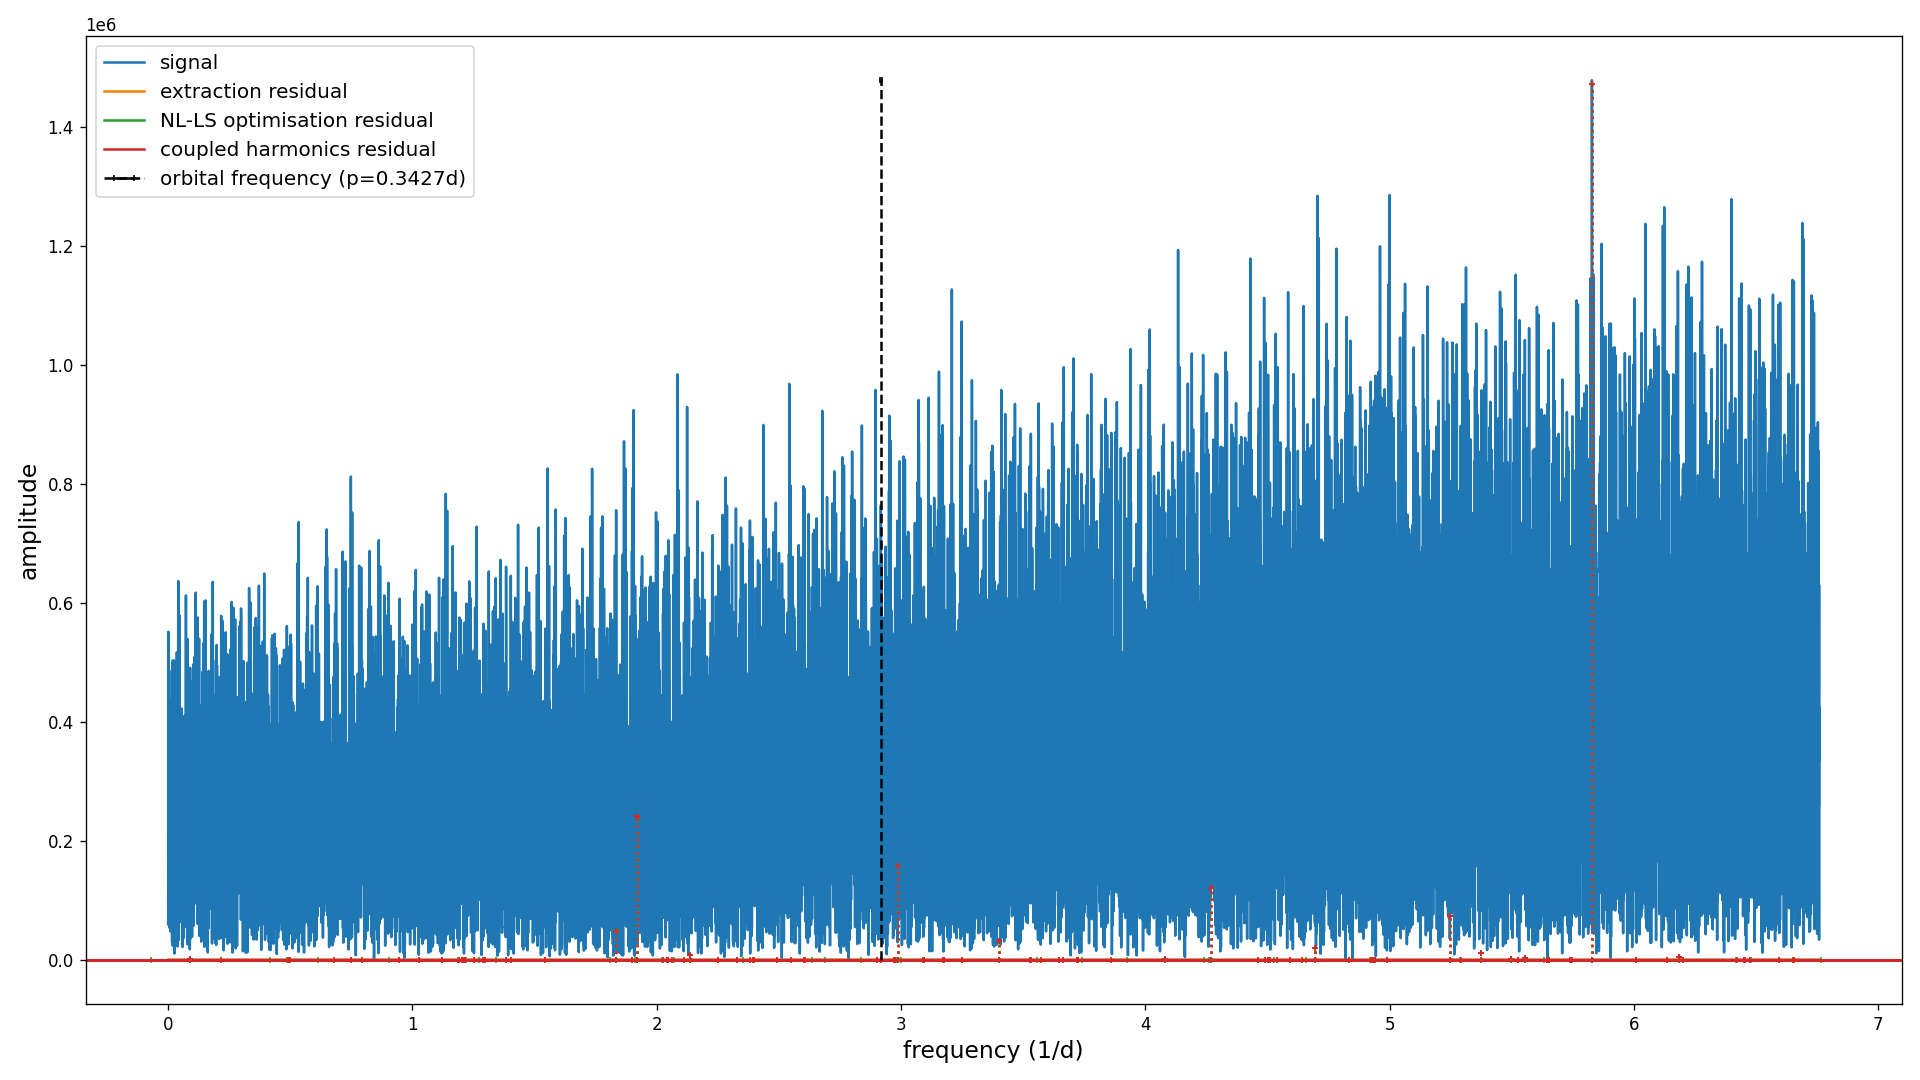 1e6
signal
extraction residual
NL-LS optimisation residual
coupled harmonics residual
orbital frequency (p=0.3427d)
1.4
1.2
1.0
0.8
0.6
0.4
0.2
0.0
amplitude
0 1 2 3 4 5 6 7
frequency (1/d)